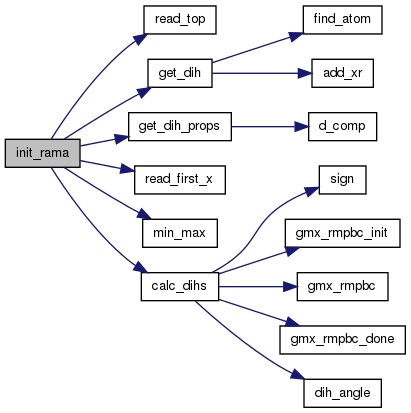 init_rama
read_top
get_dih
get_dih_props
read_first_x
min_max
calc_dihs
find_atom
add_xr
d_comp
sign
gmx_rmpbc_init
gmx_rmpbc
gmx_rmpbc_done
dih_angle